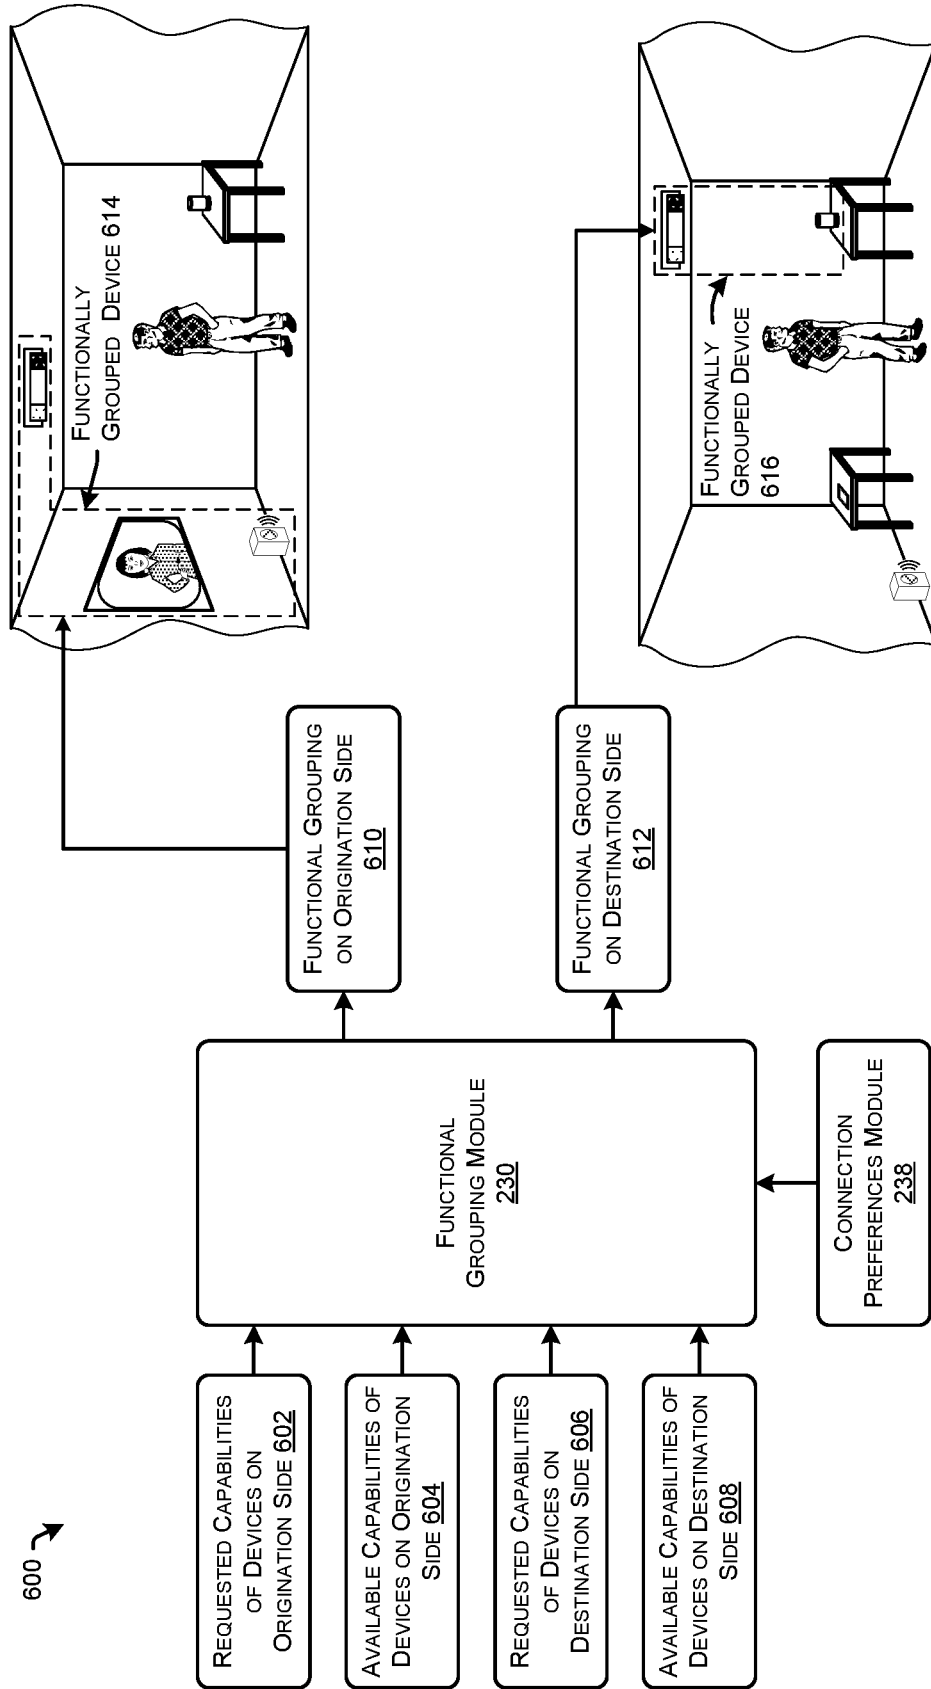 600
REQUESTED CAPABILITIES
OF DEVICES ON
ORIGINATION SIDE 602
AVAILABLE CAPABILITIES OF
DEVICES ON ORIGINATION
SIDE 604
REQUESTED CAPABILITIES
OF DEVICES ON
DESTINATION SIDE 606
AVAILABLE CAPABILITIES OF
DEVICES ON DESTINATION
SIDE 608
FUNCTIONAL
GROUPING MODULE
230
CONNECTION
PREFERENCES MODULE
238
FUNCTIONAL GROUPING
ON ORIGINATION SIDE
610
FUNCTIONAL GROUPING
ON DESTINATION SIDE
612
FUNCTIONALLY
GROUPED DEVICE 614
FUNCTIONALLY
GROUPED DEVICE
616